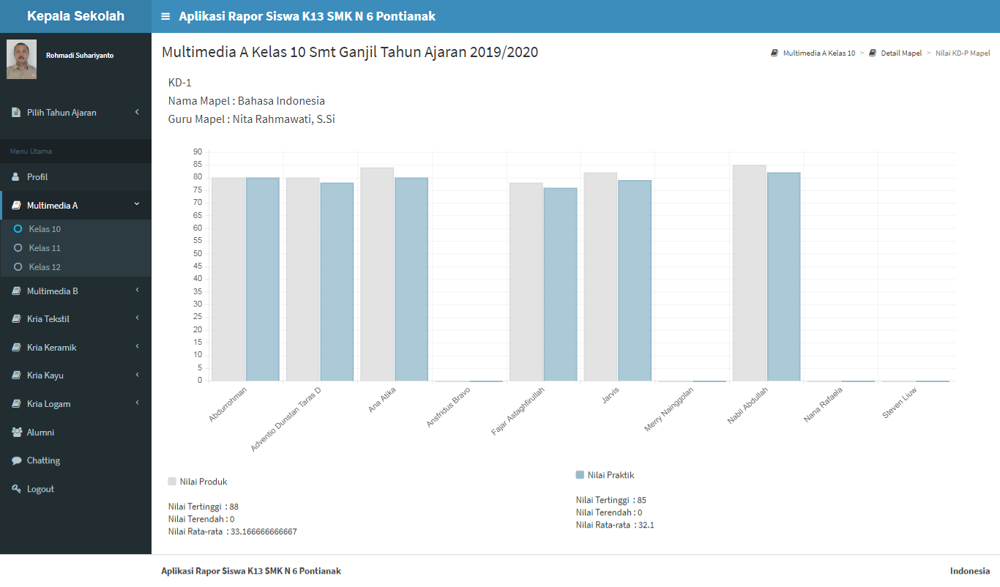 Kepala Sekolah
Aplikasi Rapor Siswa K13 SMK N 6 Pontianak
Rohmadi Suhariyanto
Pilih Tahun Ajaran
Menu Utama
Profil
Multimedia A
Kelas 10
Kelas 11
Kelas 12
Multimedia B
Kria Tekstil
Kria Keramik
Kria Kayu
Kria Logam
Alumni
Chatting
Logout
Multimedia A Kelas 10 Smt Ganjil Tahun Ajaran 2019/2020
Multimedia A Kelas 10 > Detail Mapel > Nilai KD-P Mapel
KD-1
Nama Mapel : Bahasa Indonesia
Guru Mapel : Nita Rahmawati, S.Si
90
85
80
75
70
65
60
55
50
45
40
35
30
25
20
15
10
5
0
Abdurrohman
Adventio Dunstan Taras D
Ana Atika
Ansfridus Bravo
Fajar Astaghfirullah
Jarvis
Merry Nainggolan
Nabil Abdullah
Nana Rafaela
Steven Liuw
Nilai Produk
Nilai Tertinggi : 88
Nilai Terendah : 0
Nilai Rata-rata : 33.166666666667
Nilai Praktik
Nilai Tertinggi : 85
Nilai Terendah : 0
Nilai Rata-rata : 32.1
Aplikasi Rapor Siswa K13 SMK N 6 Pontianak
Indonesia